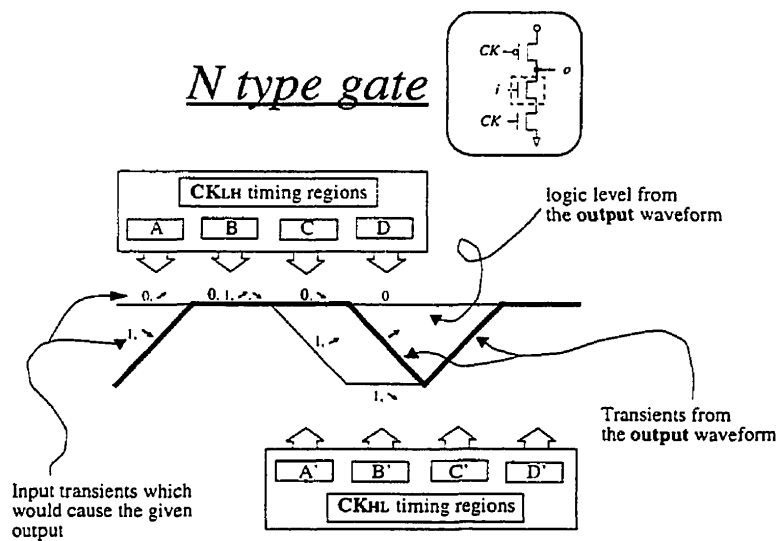 N type gate
CK
o
i
CK
CKLH timing regions
A B C D
logic level from
the output waveform
0, 0, 1, 0, 0
1,
1,
1,
1,
Transients from
the output waveform
A' B' C' D'
CKHL timing regions
Input transients which
would cause the given
output